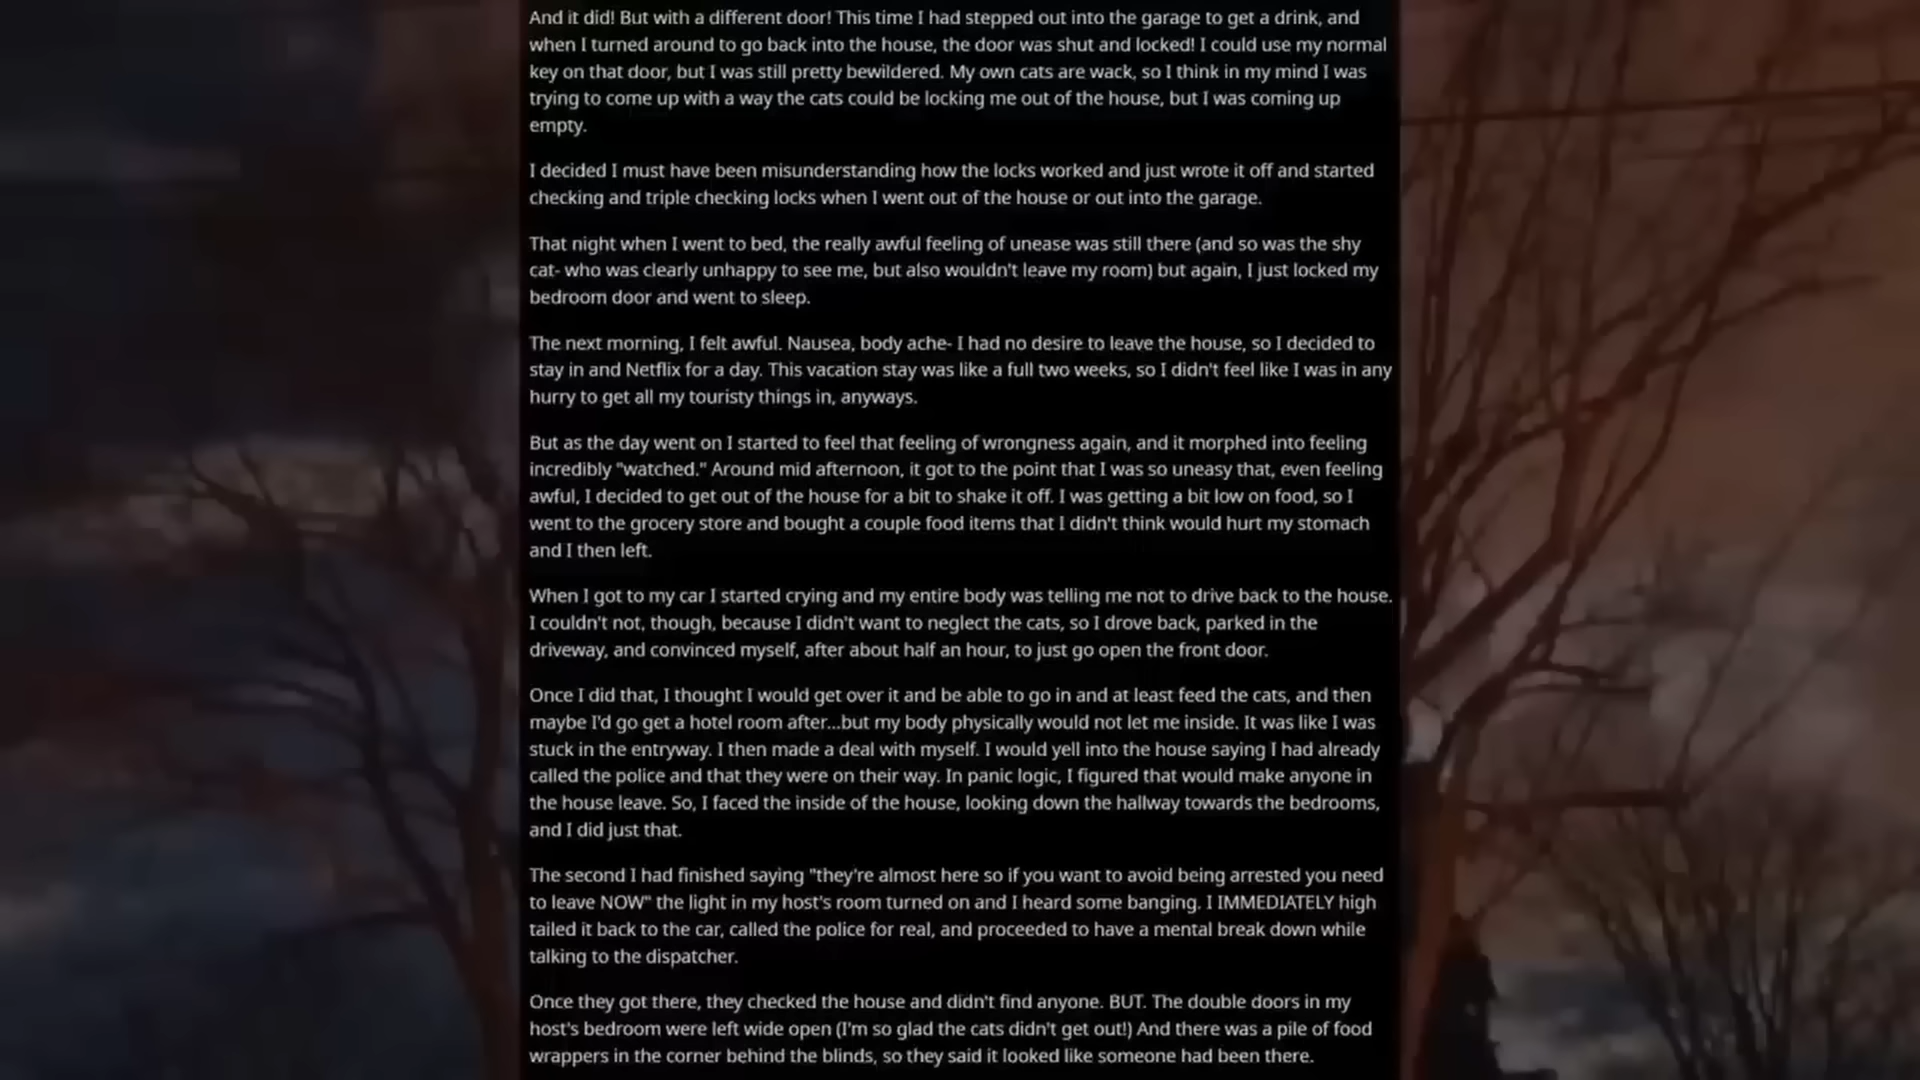 And it did! But with a different door! This time I had stepped out into the garage to get a drink, and
when I turned around to go back into the house, the door was shut and locked! I could use my normal
key on that door, but I was still pretty bewildered. My own cats are wack, so I think in my mind I was
trying to come up with a way the cats could be locking me out of the house, but I was coming up
empty.
I decided I must have been misunderstanding how the locks worked and just wrote it off and started
checking and triple checking locks when I went out of the house or out into the garage.
That night when I went to bed, the really awful feeling of unease was still there (and so was the shy
cat- who was clearly unhappy to see me, but also wouldn't leave my room) but again, I just locked my
bedroom door and went to sleep.
The next morning, I felt awful. Nausea, body ache- I had no desire to leave the house, so I decided to
stay in and Netflix for a day. This vacation stay was like a full two weeks, so I didn't feel like I was in any
hurry to get all my touristy things in, anyways.
But as the day went on I started to feel that feeling of wrongness again, and it morphed into feeling
incredibly "watched." Around mid afternoon, it got to the point that I was so uneasy that, even feeling
awful, I decided to get out of the house for a bit to shake it off. I was getting a bit low on food, so I
went to the grocery store and bought a couple food items that I didn't think would hurt my stomach
and I then left.
When I got to my car I started crying and my entire body was telling me not to drive back to the house.
I couldn't not, though, because I didn't want to neglect the cats, so I drove back, parked in the
driveway, and convinced myself, after about half an hour, to just go open the front door.
Once I did that, I thought I would get over it and be able to go in and at least feed the cats, and then
maybe I'd go get a hotel room after...but my body physically would not let me inside. It was like I was
stuck in the entryway. I then made a deal with myself. I would yell into the house saying I had already
called the police and that they were on their way. In panic logic, I figured that would make anyone in
the house leave. So, I faced the inside of the house, looking down the hallway towards the bedrooms,
and I did just that.
The second I had finished saying "they're almost here so if you want to avoid being arrested you need
to leave NOW" the light in my host's room turned on and I heard some banging. I IMMEDIATELY high
tailed it back to the car, called the police for real, and proceeded to have a mental break down while
talking to the dispatcher.
Once they got there, they checked the house and didn't find anyone. BUT. The double doors in my
host's bedroom were left wide open (I'm so glad the cats didn't get out!) And there was a pile of food
wrappers in the corner behind the blinds, so they said it looked like someone had been there.